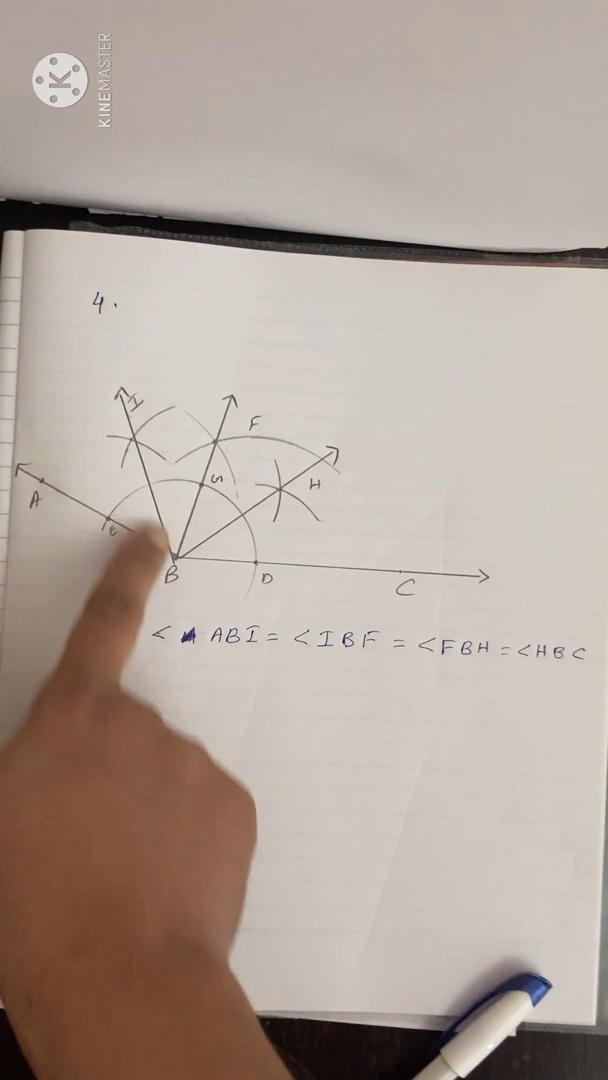 KINEMASTER
4.
I
F
H
A
G
E
B
D
C
∠ ABI = ∠IBF = ∠FBH = ∠HBC